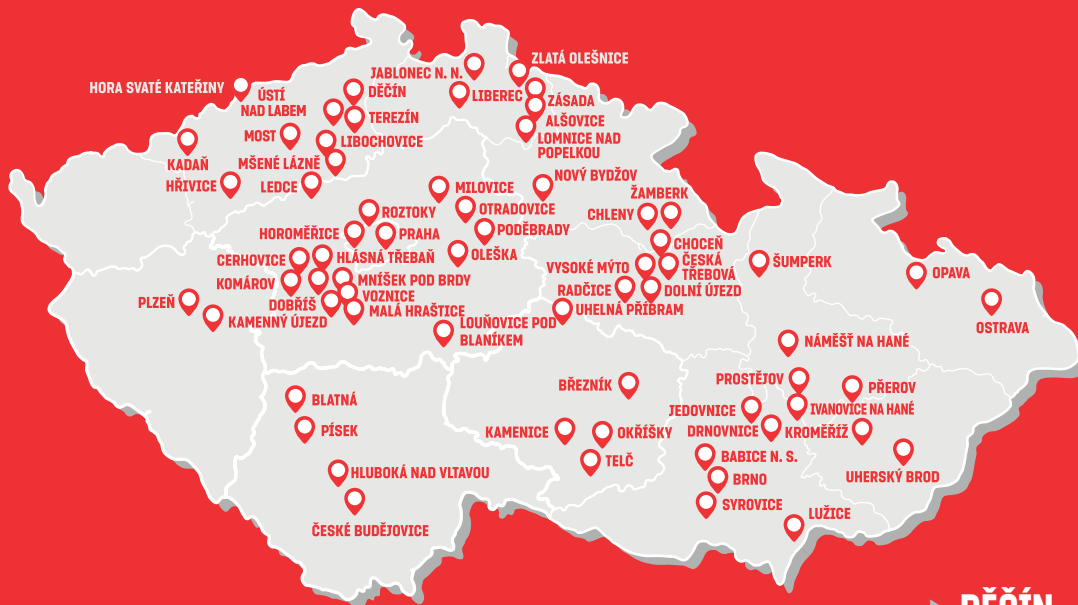 ZLATÁ OLEŠNICE
JABLONEC N. N.
HORA SVATÉ KATEŘINY
DĚČÍN
LIBEREC
ZÁSADA
ÚSTÍ
NAD LABEM
TEREZÍN
ALŠOVICE
MOST
LIBOCHOVICE
LOMNICE NAD
POPELKOU
KADAŇ
MŠENÉ LÁZNĚ
HŘIVICE
LEDCE
MILOVICE
NOVÝ BYDŽOV
ŽAMBERK
ROZTOKY
OTRADOVICE
CHLENY
HOROMĚŘICE
PRAHA
PODĚBRADY
CHOCEŇ
CERHOVICE
HLÁSNÁ TŘEBAŇ
OLEŠKA
ČESKÁ
TŘEBOVÁ
ŠUMPERK
VYSOKÉ MÝTO
OPAVA
KOMÁROV
MNÍŠEK POD BRDY
RADČICE
DOLNÍ ÚJEZD
PLZEŇ
DOBŘÍŠ
VOZNICE
MALÁ HRAŠTICE
UHELNÁ PŘÍBRAM
KAMENNÝ ÚJEZD
LOUŇOVICE POD
BLANÍKEM
OSTRAVA
NÁMĚŠŤ NA HANÉ
BŘEZNÍK
PROSTĚJOV
PŘEROV
BLATNÁ
JEDOVNICE
IVANOVICE NA HANÉ
PÍSEK
KAMENICE
OKŘÍŠKY
DRNOVNICE
KROMĚŘÍŽ
TELČ
BABICE N. S.
HLUBOKÁ NAD VLTAVOU
BRNO
UHERSKÝ BROD
SYROVICE
LUŽICE
ČESKÉ BUDĚJOVICE
DĚČÍN